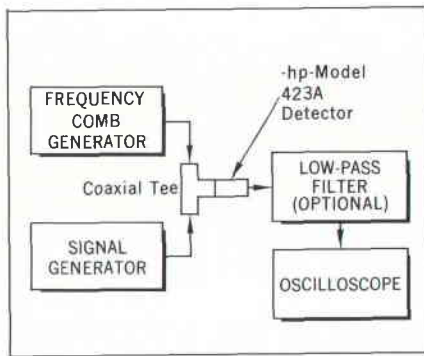 -hp-Model
423A
Detector
FREQUENCY
COMB
GENERATOR
Coaxial Tee
LOW-PASS
FILTER
(OPTIONAL)
SIGNAL
GENERATOR
OSCILLOSCOPE